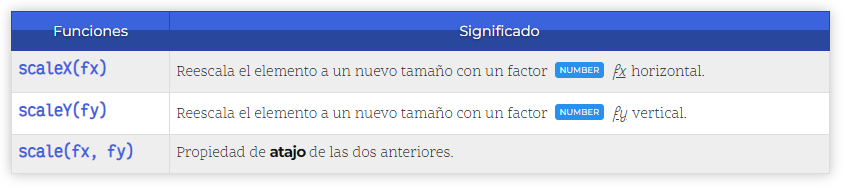 Funciones Significado
scaleX(fx) Reescala el elemento a un nuevo tamaño con un factor NUMBER fx horizontal.
scaleY(fy) Reescala el elemento a un nuevo tamaño con un factor NUMBER fy vertical.
scale(fx, fy) Propiedad de atajo de las dos anteriores.